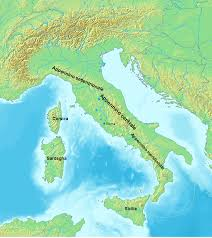 Appennino settentrionale
Appennino centrale
Corsica
Appennino meridionale
Sardegna
Sicilia